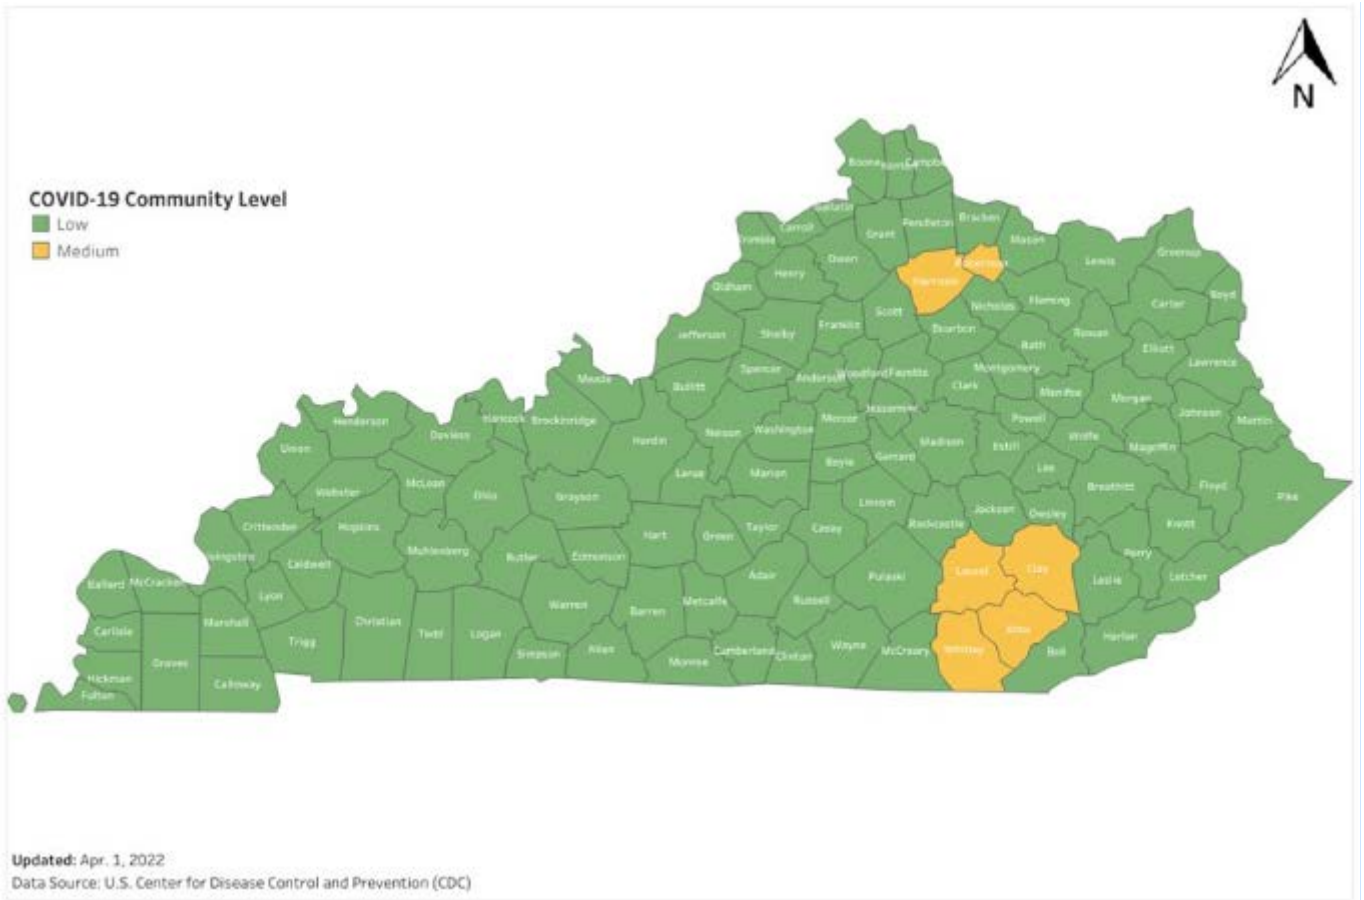 N
COVID-19 Community Level
Low
Medium
Boone
Campbe
Gallatin
Carroll
Grant
Pendleton
Bracken
Trimble
Owen
Mason
Lewis
Greenup
Henry
Oldham
Harrison
Robertson
Nicholas
Fleming
Carter
Boyd
Jefferson
Shelby
Franklin
Scott
Bourbon
Bath
Rowan
Elliott
Lawrence
Meade
Bullitt
Spencer
Anderson
Woodford
Fayette
Clark
Montgomery
Menifee
Morgan
Johnson
Martin
Henderson
Daviess
Hancock
Breckinridge
Hardin
Nelson
Washington
Mercer
Jessamine
Madison
Estill
Powell
Wolfe
Magoffin
Union
Webster
McLean
Ohio
Grayson
Larue
Marion
Boyle
Garrard
Lee
Breathitt
Floyd
Pike
Crittenden
Hopkins
Muhlenberg
Butler
Edmonson
Hart
Green
Taylor
Casey
Lincoln
Rockcastle
Jackson
Owsley
Knott
Perry
Livingston
Caldwell
Lyon
Ballard
McCracken
Warren
Barren
Metcalfe
Adair
Russell
Pulaski
Laurel
Clay
Leslie
Letcher
Carlisle
Graves
Marshall
Trigg
Christian
Todd
Logan
Simpson
Allen
Monroe
Cumberland
Clinton
Wayne
McCreary
Whitley
Knox
Bell
Harlan
Hickman
Fulton
Calloway
Updated: Apr. 1, 2022
Data Source: U.S. Center for Disease Control and Prevention (CDC)